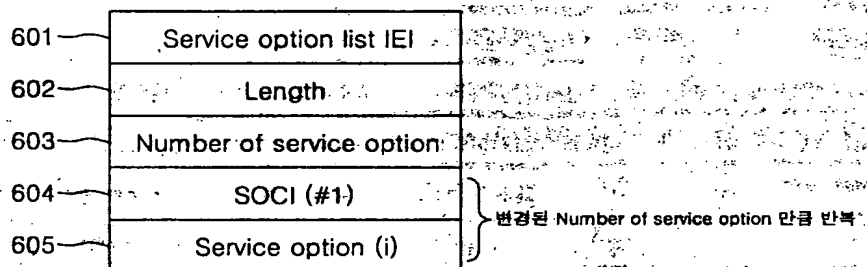 601 Service option list IEI
602 Length
603 Number of service option
604 SOCI (#1)
변경된 Number of service option 만큼 반복
605 Service option (i)